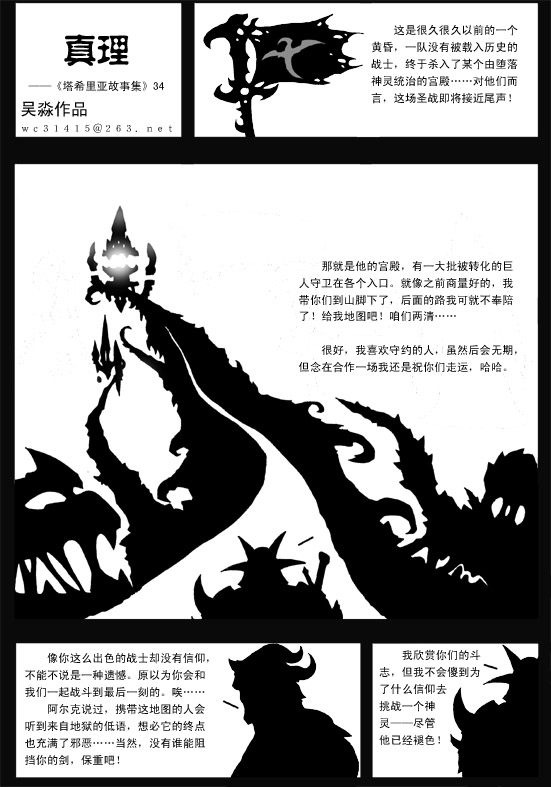 真理
——《塔希里亚故事集》34
吴淼作品
wc31415@263.net
这是很久很久以前的一个
黄昏，一队没有被载入历史的
战士，终于杀入了某个由堕落
神灵统治的宫殿……对他们而
言，这场圣战即将接近尾声！
那就是他的宫殿，有一大批被转化的巨
人守卫在各个入口。就像之前商量好的，我
带你们到山脚下了，后面的路我可就不奉陪
了！给我地图吧！咱们两清……
很好，我喜欢守约的人，虽然后会无期，
但念在合作一场我还是祝你们走运，哈哈。
像你这么出色的战士却没有信仰，
不能不说是一种遗憾。原以为你会和
我们一起战斗到最后一刻的。唉……
阿尔克说过，携带这地图的人会
听到来自地狱的低语，想必它的终点
也充满了邪恶……当然，没有谁能阻
挡你的剑，保重吧！
我欣赏你们的斗
志，但我不会傻到为
了什么信仰去
挑战一个神
灵——尽管
他已经褪色！